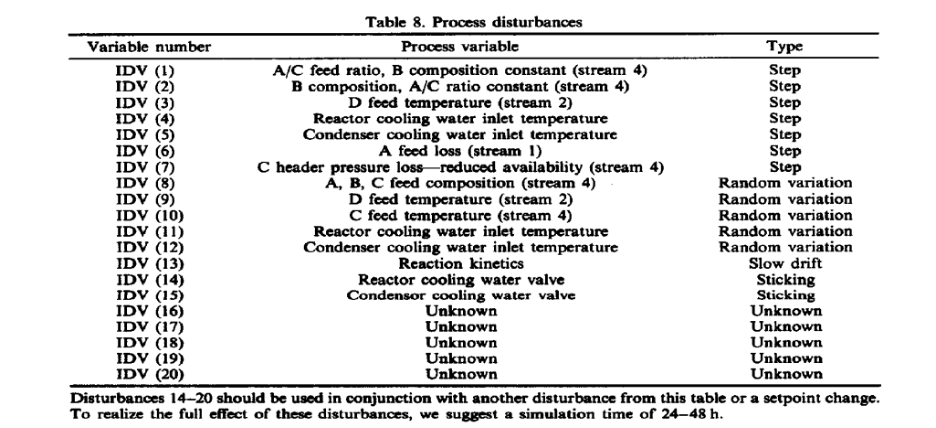 Table 8. Process disturbances
Variable number Process variable Type
IDV (1) A/C feed ratio, B composition constant (stream 4) Step
IDV (2) B composition, A/C ratio constant (stream 4) Step
IDV (3) D feed temperature (stream 2) Step
IDV (4) Reactor cooling water inlet temperature Step
IDV (5) Condenser cooling water inlet temperature Step
IDV (6) A feed loss (stream 1) Step
IDV (7) C header pressure loss—reduced availability (stream 4) Step
IDV (8) A, B, C feed composition (stream 4) Random variation
IDV (9) D feed temperature (stream 2) Random variation
IDV (10) C feed temperature (stream 4) Random variation
IDV (11) Reactor cooling water inlet temperature Random variation
IDV (12) Condenser cooling water inlet temperature Random variation
IDV (13) Reaction kinetics Slow drift
IDV (14) Reactor cooling water valve Sticking
IDV (15) Condensor cooling water valve Sticking
IDV (16) Unknown Unknown
IDV (17) Unknown Unknown
IDV (18) Unknown Unknown
IDV (19) Unknown Unknown
IDV (20) Unknown Unknown
Disturbances 14–20 should be used in conjunction with another disturbance from this table or a setpoint change.
To realize the full effect of these disturbances, we suggest a simulation time of 24–48 h.